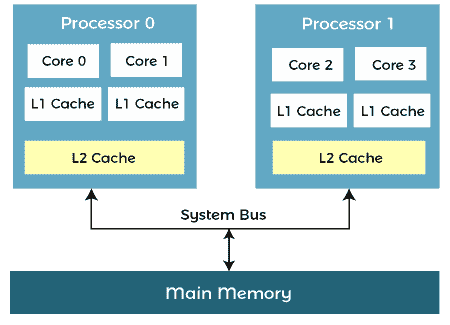 Processor 0
Processor 1
Core 0
Core 1
Core 2
Core 3
L1 Cache
L1 Cache
L1 Cache
L1 Cache
L2 Cache
L2 Cache
System Bus
Main Memory